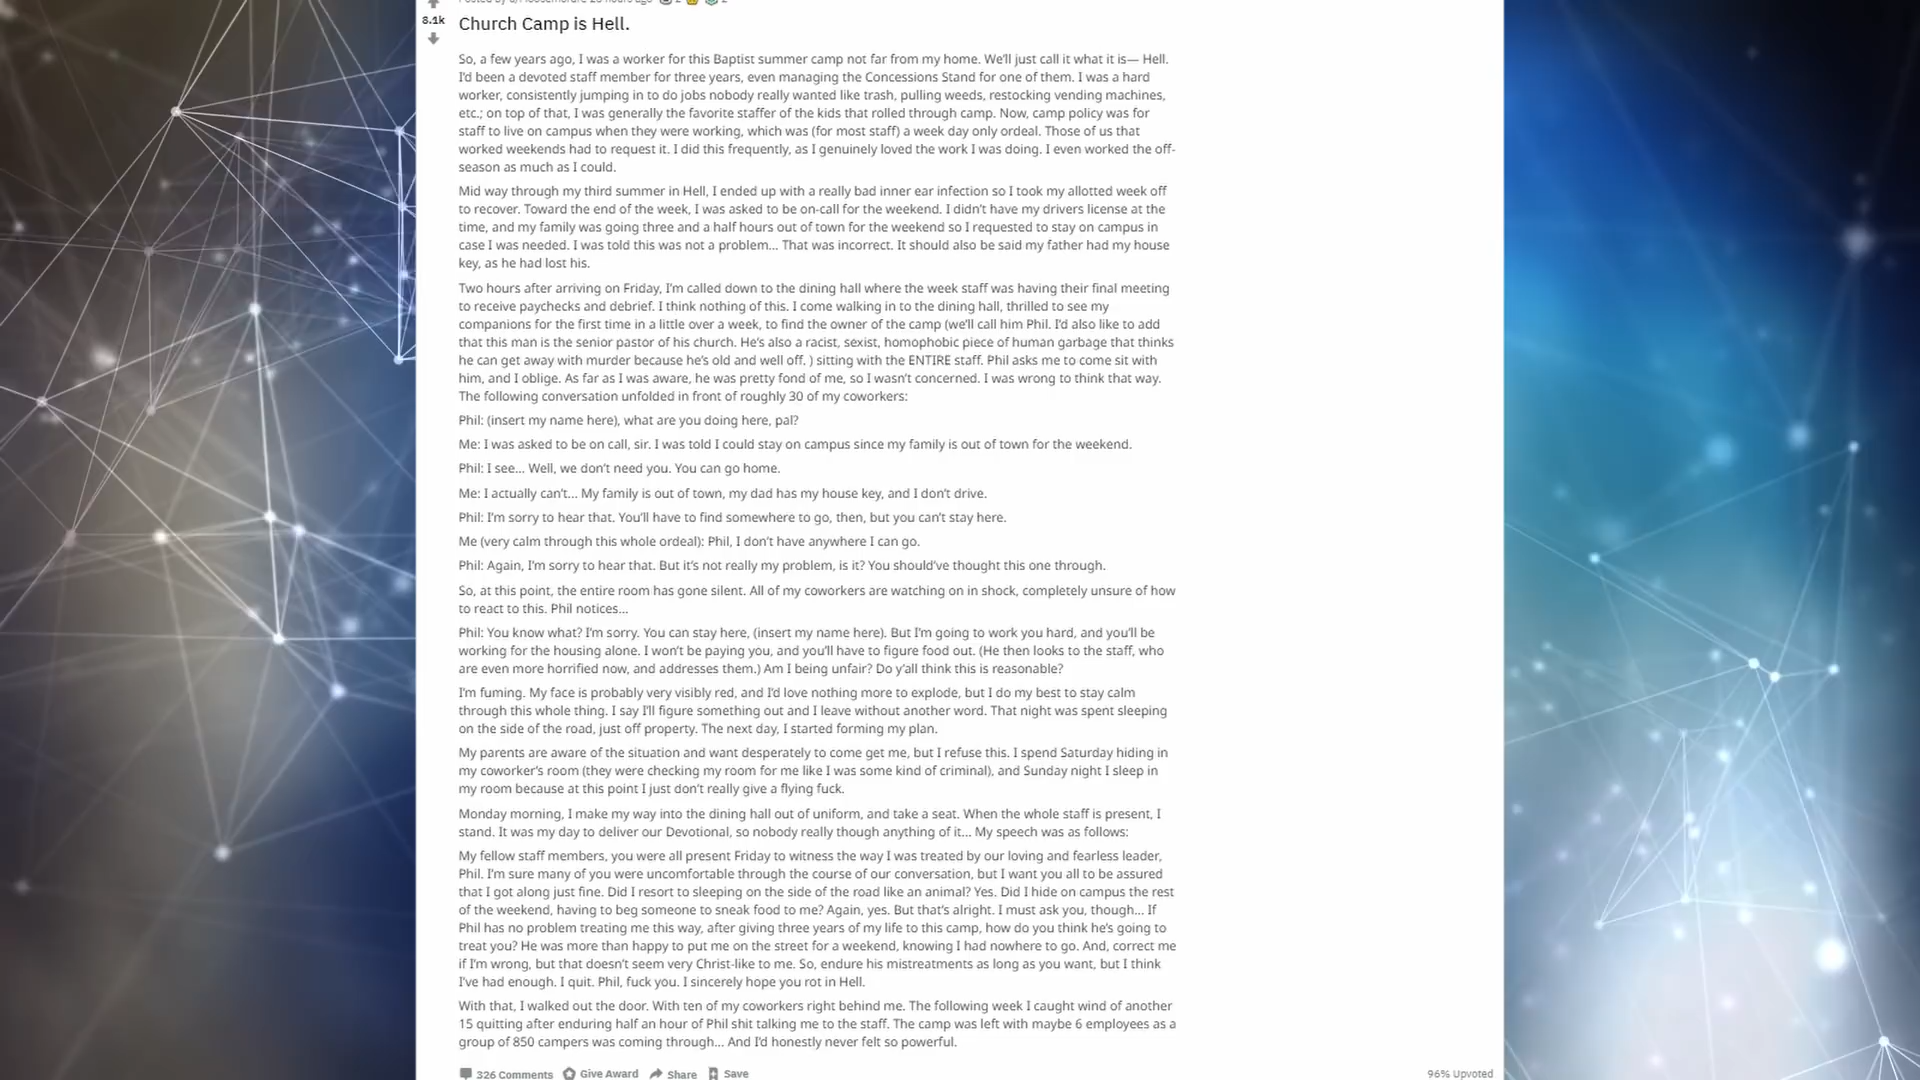 8.1k
Church Camp is Hell.
So, a few years ago, I was a worker for this Baptist summer camp not far from my home. We'll just call it what it is— Hell.
I'd been a devoted staff member for three years, even managing the Concessions Stand for one of them. I was a hard
worker, consistently jumping in to do jobs nobody really wanted like trash, pulling weeds, restocking vending machines,
etc.; on top of that, I was generally the favorite staffer of the kids that rolled through camp. Now, camp policy was for
staff to live on campus when they were working, which was (for most staff) a week day only ordeal. Those of us that
worked weekends had to request it. I did this frequently, as I genuinely loved the work I was doing. I even worked the off-
season as much as I could.
Mid way through my third summer in Hell, I ended up with a really bad inner ear infection so I took my allotted week off
to recover. Toward the end of the week, I was asked to be on-call for the weekend. I didn't have my drivers license at the
time, and my family was going three and a half hours out of town for the weekend so I requested to stay on campus in
case I was needed. I was told this was not a problem... That was incorrect. It should also be said my father had my house
key, as he had lost his.
Two hours after arriving on Friday, I'm called down to the dining hall where the week staff was having their final meeting
to receive paychecks and debrief. I think nothing of this. I come walking in to the dining hall, thrilled to see my
companions for the first time in a little over a week, to find the owner of the camp (we'll call him Phil. I'd also like to add
that this man is the senior pastor of his church. He's also a racist, sexist, homophobic piece of human garbage that thinks
he can get away with murder because he's old and well off. ) sitting with the ENTIRE staff. Phil asks me to come sit with
him, and I oblige. As far as I was aware, he was pretty fond of me, so I wasn't concerned. I was wrong to think that way.
The following conversation unfolded in front of roughly 30 of my coworkers:
Phil: (insert my name here), what are you doing here, pal?
Me: I was asked to be on call, sir. I was told I could stay on campus since my family is out of town for the weekend.
Phil: I see... Well, we don't need you. You can go home.
Me: I actually can't... My family is out of town, my dad has my house key, and I don't drive.
Phil: I'm sorry to hear that. You'll have to find somewhere to go, then, but you can't stay here.
Me (very calm through this whole ordeal): Phil, I don't have anywhere I can go.
Phil: Again, I'm sorry to hear that. But it's not really my problem, is it? You should've thought this one through.
So, at this point, the entire room has gone silent. All of my coworkers are watching on in shock, completely unsure of how
to react to this. Phil notices...
Phil: You know what? I'm sorry. You can stay here, (insert my name here). But I'm going to work you hard, and you'll be
working for the housing alone. I won't be paying you, and you'll have to figure food out. (He then looks to the staff, who
are even more horrified now, and addresses them.) Am I being unfair? Do y'all think this is reasonable?
I'm fuming. My face is probably very visibly red, and I'd love nothing more to explode, but I do my best to stay calm
through this whole thing. I say I'll figure something out and I leave without another word. That night was spent sleeping
on the side of the road, just off property. The next day, I started forming my plan.
My parents are aware of the situation and want desperately to come get me, but I refuse this. I spend Saturday hiding in
my coworker's room (they were checking my room for me like I was some kind of criminal), and Sunday night I sleep in
my room because at this point I just don't really give a flying fuck.
Monday morning, I make my way into the dining hall out of uniform, and take a seat. When the whole staff is present, I
stand. It was my day to deliver our Devotional, so nobody really though anything of it... My speech was as follows:
My fellow staff members, you were all present Friday to witness the way I was treated by our loving and fearless leader,
Phil. I'm sure many of you were uncomfortable through the course of our conversation, but I want you all to be assured
that I got along just fine. Did I resort to sleeping on the side of the road like an animal? Yes. Did I hide on campus the rest
of the weekend, having to beg someone to sneak food to me? Again, yes. But that's alright. I must ask you, though... If
Phil has no problem treating me this way, after giving three years of my life to this camp, how do you think he's going to
treat you? He was more than happy to put me on the street for a weekend, knowing I had nowhere to go. And, correct me
if I'm wrong, but that doesn't seem very Christ-like to me. So, endure his mistreatments as long as you want, but I think
I've had enough. I quit. Phil, fuck you. I sincerely hope you rot in Hell.
With that, I walked out the door. With ten of my coworkers right behind me. The following week I caught wind of another
15 quitting after enduring half an hour of Phil shit talking me to the staff. The camp was left with maybe 6 employees as a
group of 850 campers was coming through... And I'd honestly never felt so powerful.
326 Comments Give Award Share Save 96% Upvoted